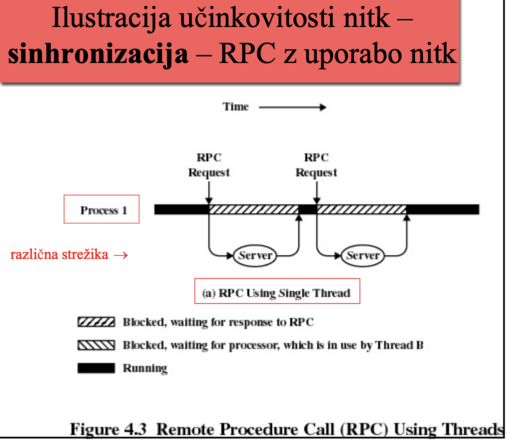 Ilustracija učinkovitosti nitk –
sinhronizacija – RPC z uporabo nitk
Time
RPC
Request
RPC
Request
Process 1
različna strežika →
Server
Server
(a) RPC Using Single Thread
Blocked, waiting for response to RPC
Blocked, waiting for processor, which is in use by Thread B
Running
Figure 4.3 Remote Procedure Call (RPC) Using Threads